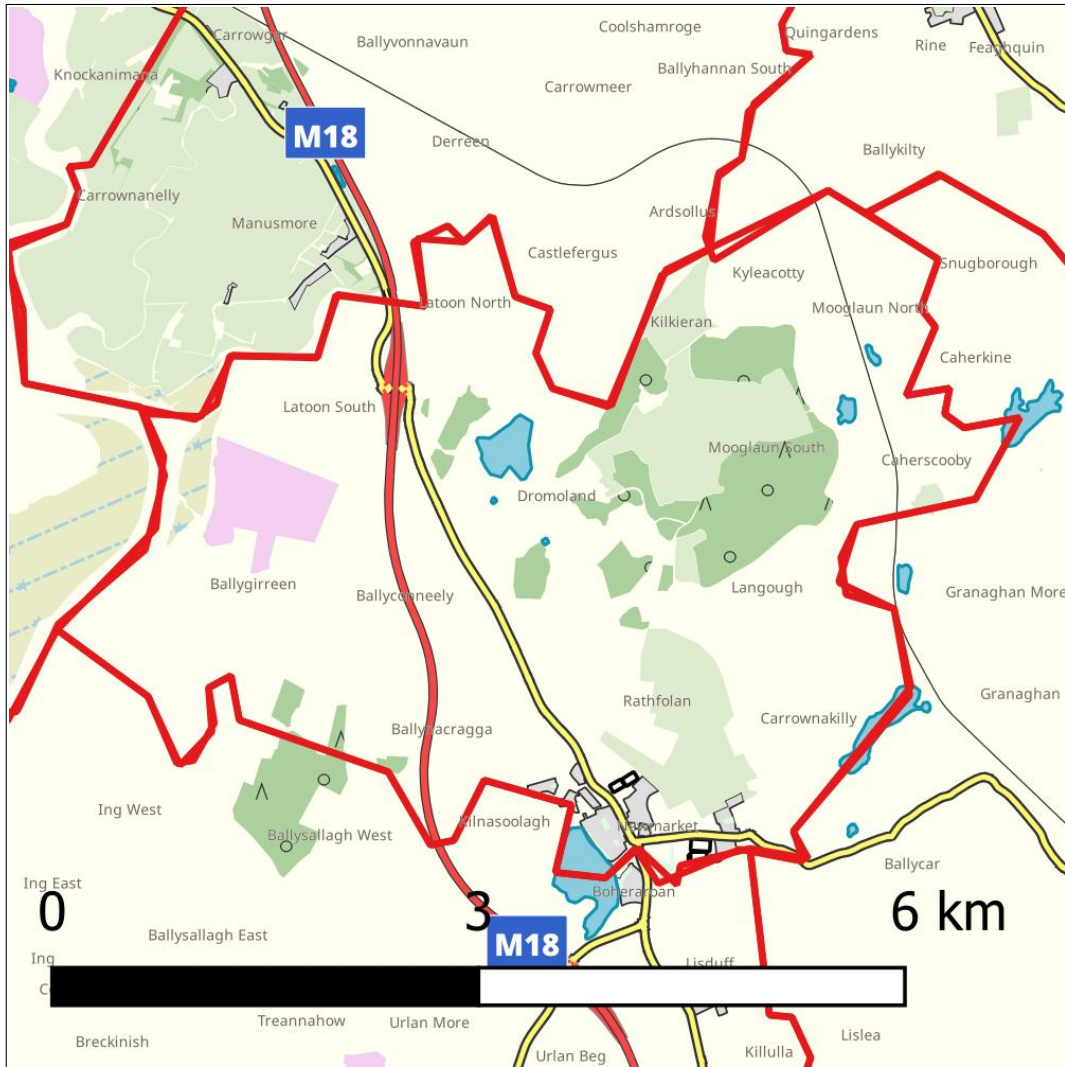 Coolshamroge
Quingardens
Carrowgar
Ballyvonnavaun
Rine
Feaghquin
Knockanimana
Ballyhannan South
Carrowmeer
M18
Derreen
Ballykilty
Carrownanelly
Manusmore
Ardsollus
Castlefergus
Snugborough
Kyleacotty
Latoon North
Mooglaun North
Kilkieran
Caherkine
Latoon South
Mooglaun South
Caherscooby
Dromoland
Ballygirreen
Ballyconneely
Langough
Granaghan More
Granaghan
Rathfolan
Carrownakilly
Ballynacragga
Ing West
Kilnasoolagh
Newmarket
Ballysallagh West
Ballycar
Ing East
Boheraroan
0 3 6 km
Ballysallagh East
M18
Ing
Lisduff
Treannahow
Urlan More
Lislea
Breckinish
Urlan Beg
Killulla